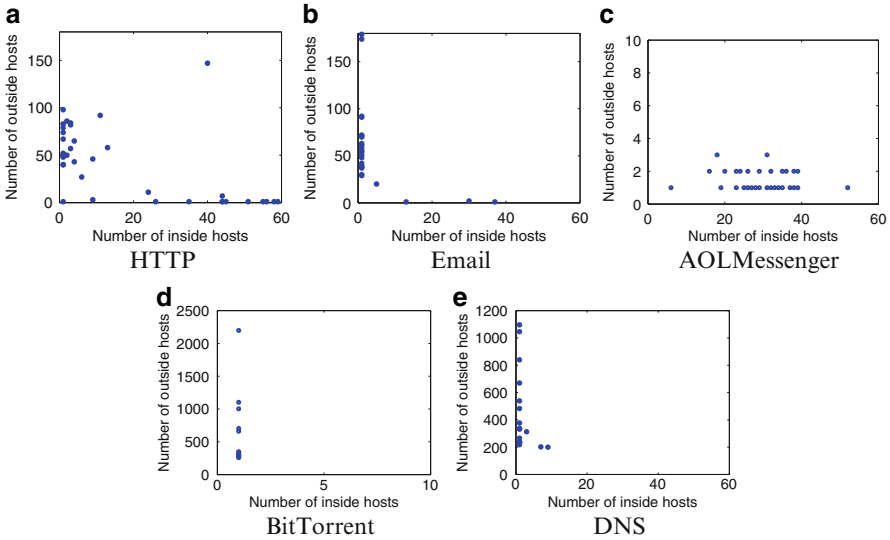 a
150
100
50
0
0
20
40
60
Number of outside hosts
Number of inside hosts
HTTP
b
150
100
50
0
0
20
40
60
Number of outside hosts
Number of inside hosts
Email
c
10
8
6
4
2
0
0
20
40
60
Number of outside hosts
Number of inside hosts
AOLMessenger
d
2500
2000
1500
1000
500
0
0
5
10
Number of outside hosts
Number of inside hosts
BitTorrent
e
1200
1000
800
600
400
200
0
0
20
40
60
Number of outside hosts
Number of inside hosts
DNS